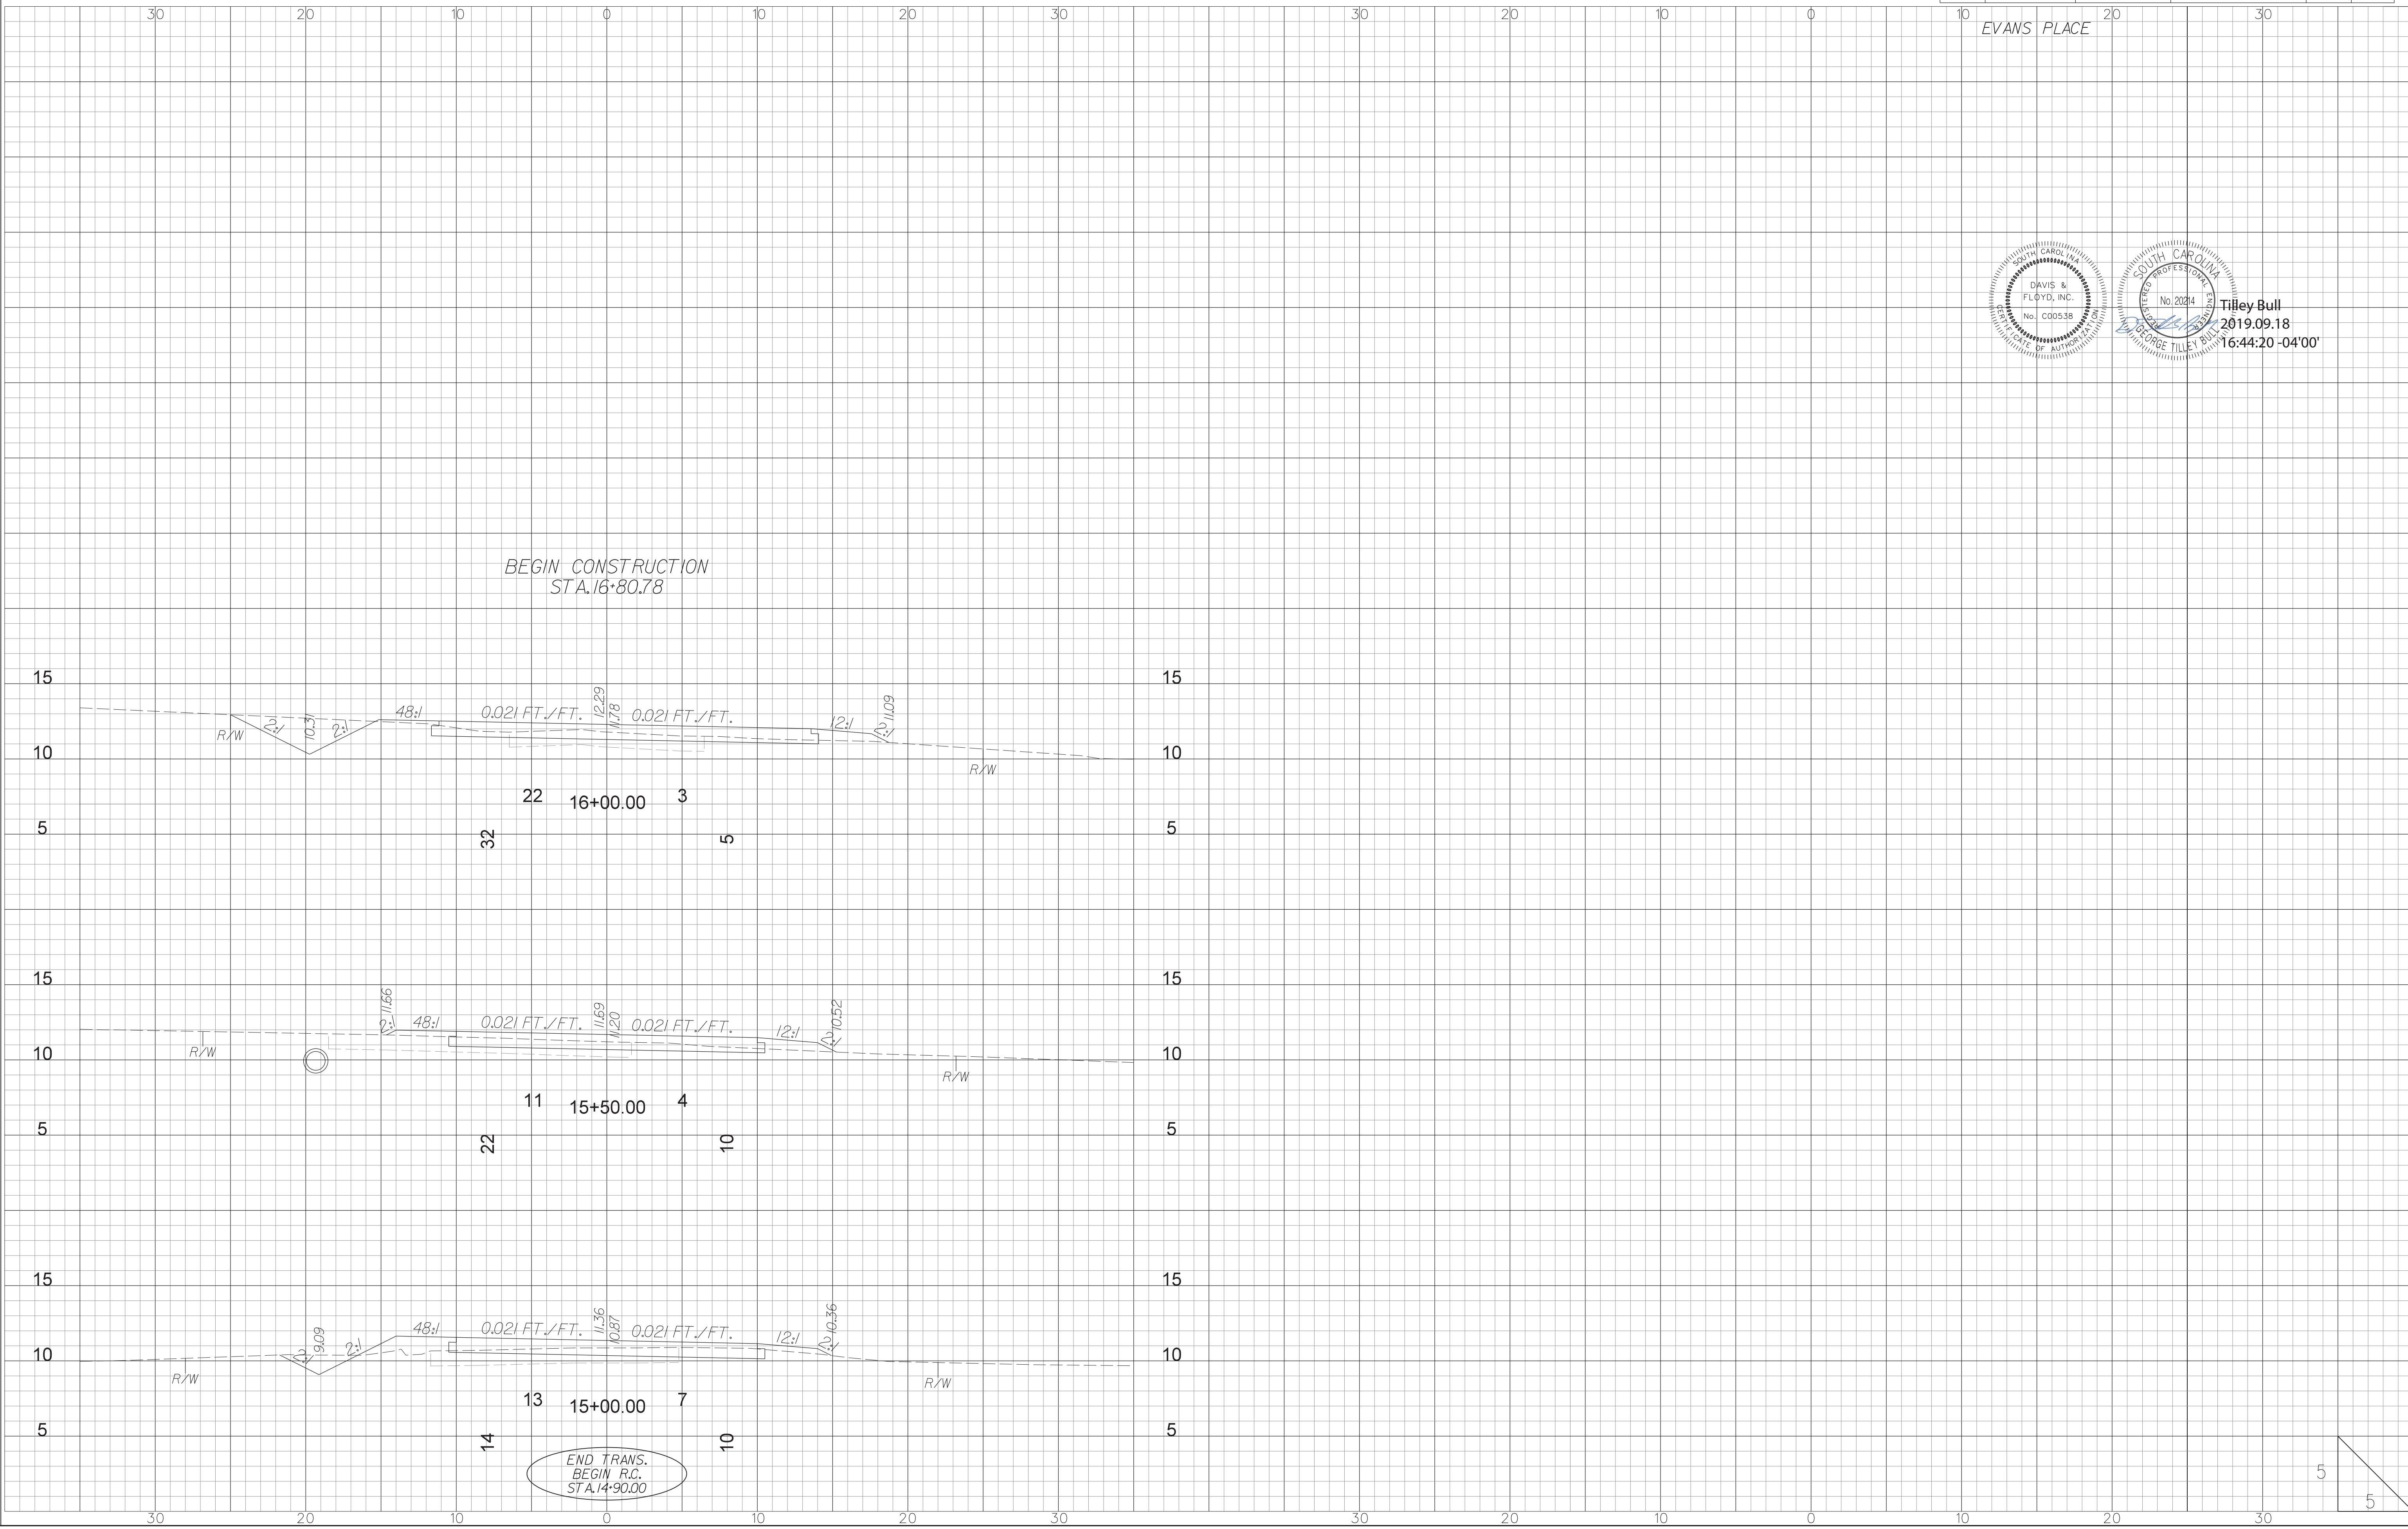 30 20 10 0 10 20 30 30 20 10 0 10 20 30
EVANS PLACE
SOUTH CAROLINA
DAVIS &
FLOYD, INC.
No. C00538
CERTIFICATE OF AUTHORIZATION
SOUTH CAROLINA
REGISTERED PROFESSIONAL ENGINEER
No. 20214
GEORGE TILLEY BULL
Tilley Bull
2019.09.18
16:44:20 -04'00'
BEGIN CONSTRUCTION
STA.16+80.78
15 15
R/W 2:1 10.31 2:1 48:1 0.021 FT./FT. 12.29 11.78 0.021 FT./FT. 12:1 2:1 11.09
10 10
R/W
22 16+00.00 3
5 5
32 5
15 15
11.66
2:1 48:1 0.021 FT./FT. 11.69 11.20 0.021 FT./FT. 12:1 2:1 10.52
R/W
10 10
R/W
11 15+50.00 4
5 5
22 10
15 15
2:1 9.09 2:1 48:1 0.021 FT./FT. 11.36 10.87 0.021 FT./FT. 12:1 2:1 10.36
10 10
R/W R/W
13 15+00.00 7
5 5
14 10
END TRANS.
BEGIN R.C.
STA.14+90.00
5
5
30 20 10 0 10 20 30 30 20 10 0 10 20 30